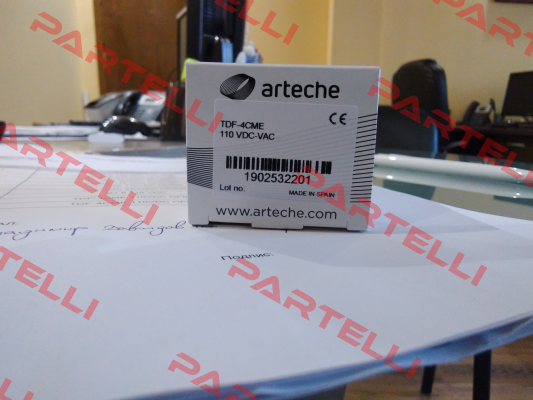 arteche
TDF-4CME
110 VDC-VAC
CE
1902532201
Lot no.
MADE IN SPAIN
www.arteche.com
Подпис
PARTELLI
PARTELLI
PARTELLI
PARTELLI
PARTELLI
PARTELLI